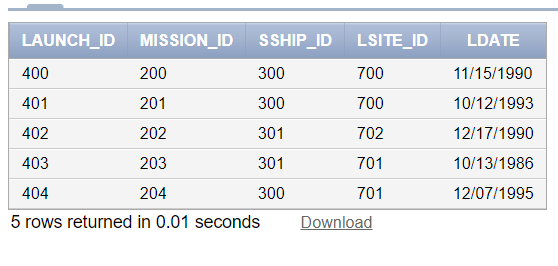 LAUNCH_ID MISSION_ID SSHIP_ID LSITE_ID LDATE
400 200 300 700 11/15/1990
401 201 300 700 10/12/1993
402 202 301 702 12/17/1990
403 203 301 701 10/13/1986
404 204 300 701 12/07/1995
5 rows returned in 0.01 seconds Download